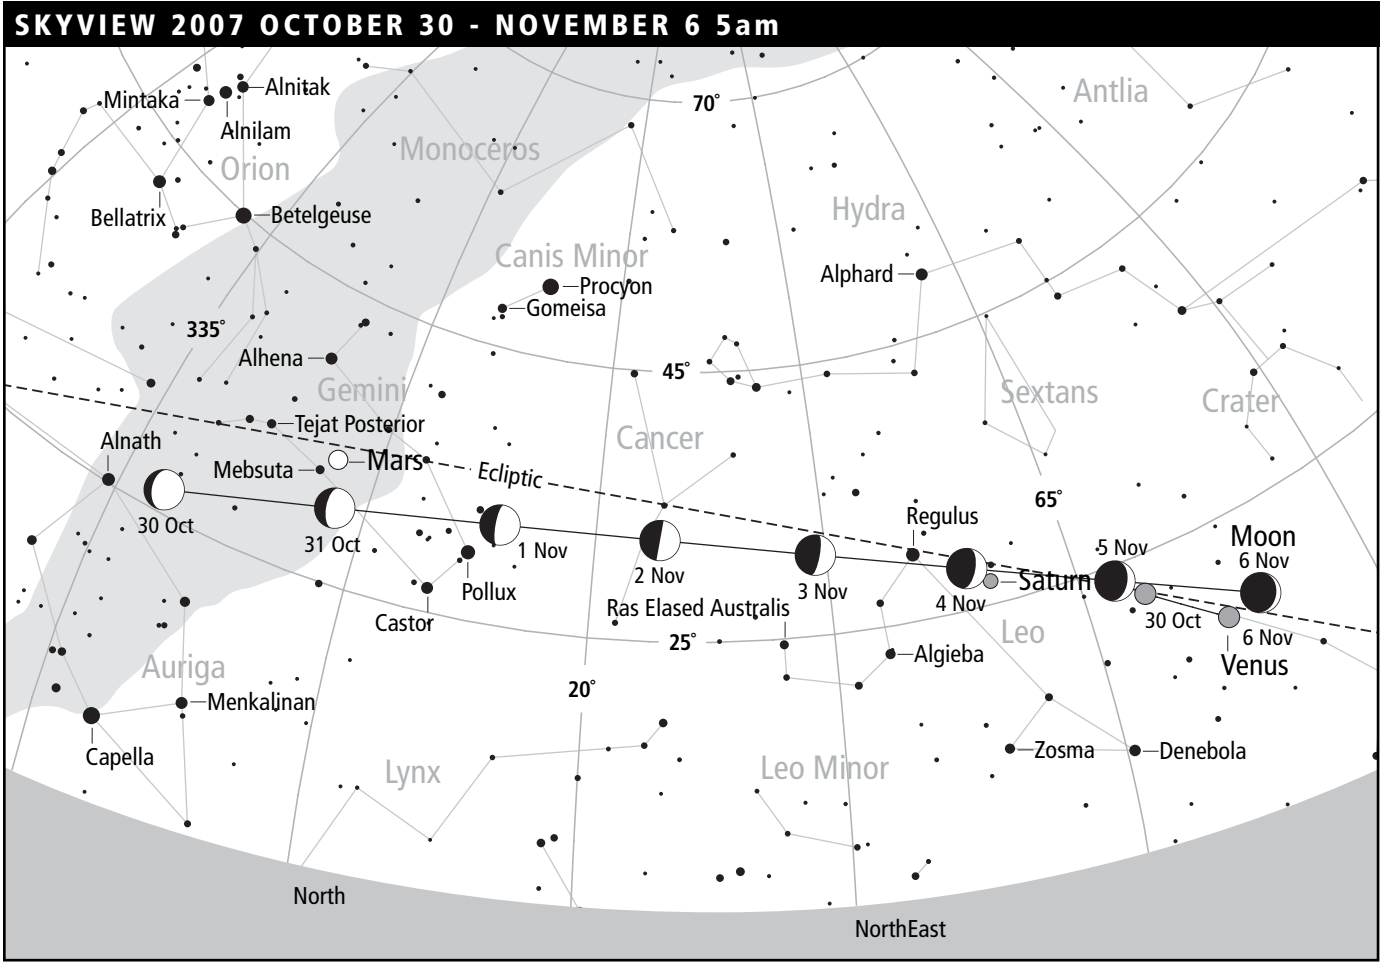 SKYVIEW 2007 OCTOBER 30 - NOVEMBER 6 5am
Mintaka
Alnitak
Alnilam
Orion
Bellatrix
Betelgeuse
Monoceros
70°
Antlia
Hydra
Canis Minor
Procyon
Gomeisa
Alphard
335°
Alhena
Gemini
45°
Sextans
Crater
Tejat Posterior
Cancer
Alnath
Mebsuta
Mars
Ecliptic
65°
30 Oct
31 Oct
1 Nov
2 Nov
3 Nov
Regulus
4 Nov
Saturn
5 Nov
Moon
6 Nov
30 Oct
6 Nov
Venus
Pollux
Castor
Ras Elased Australis
25°
Leo
Algieba
Auriga
Menkalinan
Capella
20°
Lynx
Leo Minor
Zosma
Denebola
North
NorthEast